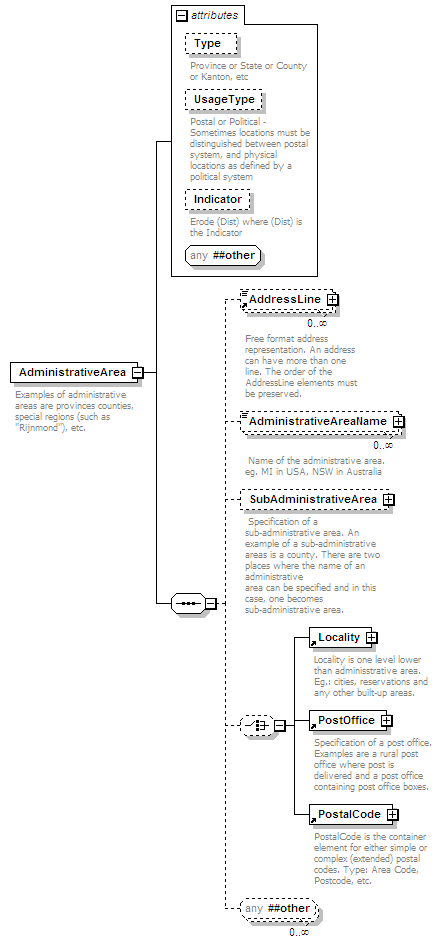 attributes
Type
Province or State or County
or Kanton, etc
UsageType
Postal or Political -
Sometimes locations must be
distinguished between postal
system, and physical
locations as defined by a
political system
Indicator
Erode (Dist) where (Dist) is
the Indicator
any ##other
AdministrativeArea
Examples of administrative
areas are provinces counties,
special regions (such as
"Rijnmond"), etc.
AddressLine
0..∞
Free format address
representation. An address
can have more than one
line. The order of the
AddressLine elements must
be preserved.
AdministrativeAreaName
0..∞
Name of the administrative area.
eg. MI in USA, NSW in Australia
SubAdministrativeArea
Specification of a
sub-administrative area. An
example of a sub-administrative
areas is a county. There are two
places where the name of an
administrative
area can be specified and in this
case, one becomes
sub-administrative area.
Locality
Locality is one level lower
than adminisstrative area.
Eg.: cities, reservations and
any other built-up areas.
PostOffice
Specification of a post office.
Examples are a rural post
office where post is
delivered and a post office
containing post office boxes.
PostalCode
PostalCode is the container
element for either simple or
complex (extended) postal
codes. Type: Area Code,
Postcode, etc.
any ##other
0..∞